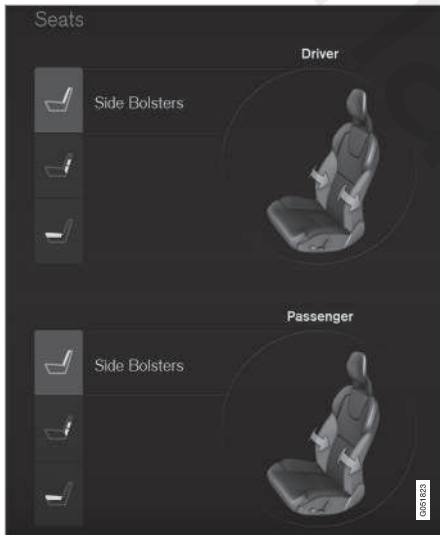 Seats
Driver
Side Bolsters
Passenger
Side Bolsters
G051823